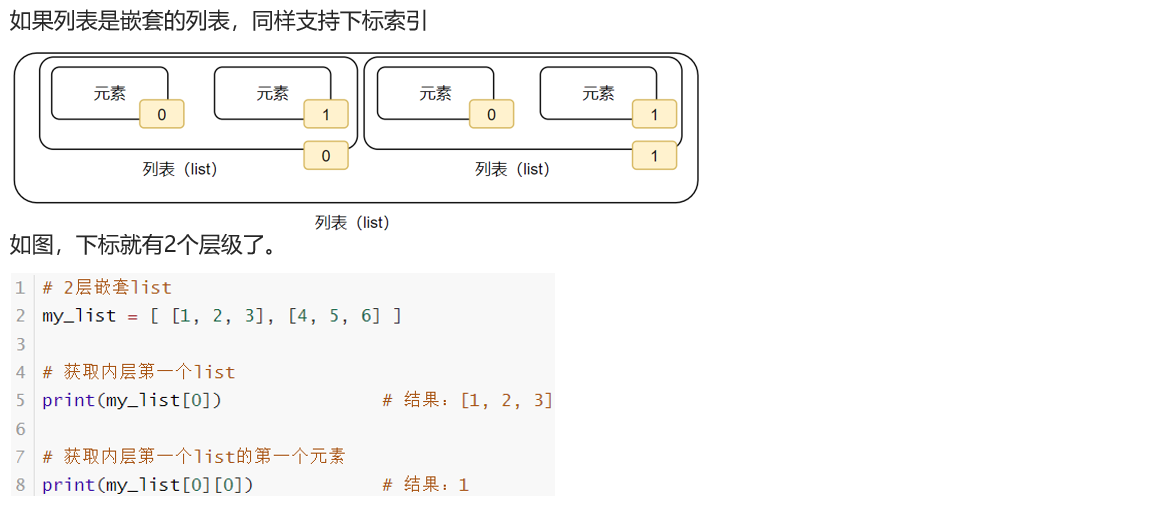 如果列表是嵌套的列表，同样支持下标索引
元素 元素 元素 元素
0 1 0 1
0 1
列表（list） 列表（list）
列表（list）
如图，下标就有2个层级了。
1 # 2层嵌套list
2 my_list = [ [1, 2, 3], [4, 5, 6] ]
3
4 # 获取内层第一个list
5 print(my_list[0]) # 结果：[1, 2, 3]
6
7 # 获取内层第一个list的第一个元素
8 print(my_list[0][0]) # 结果：1